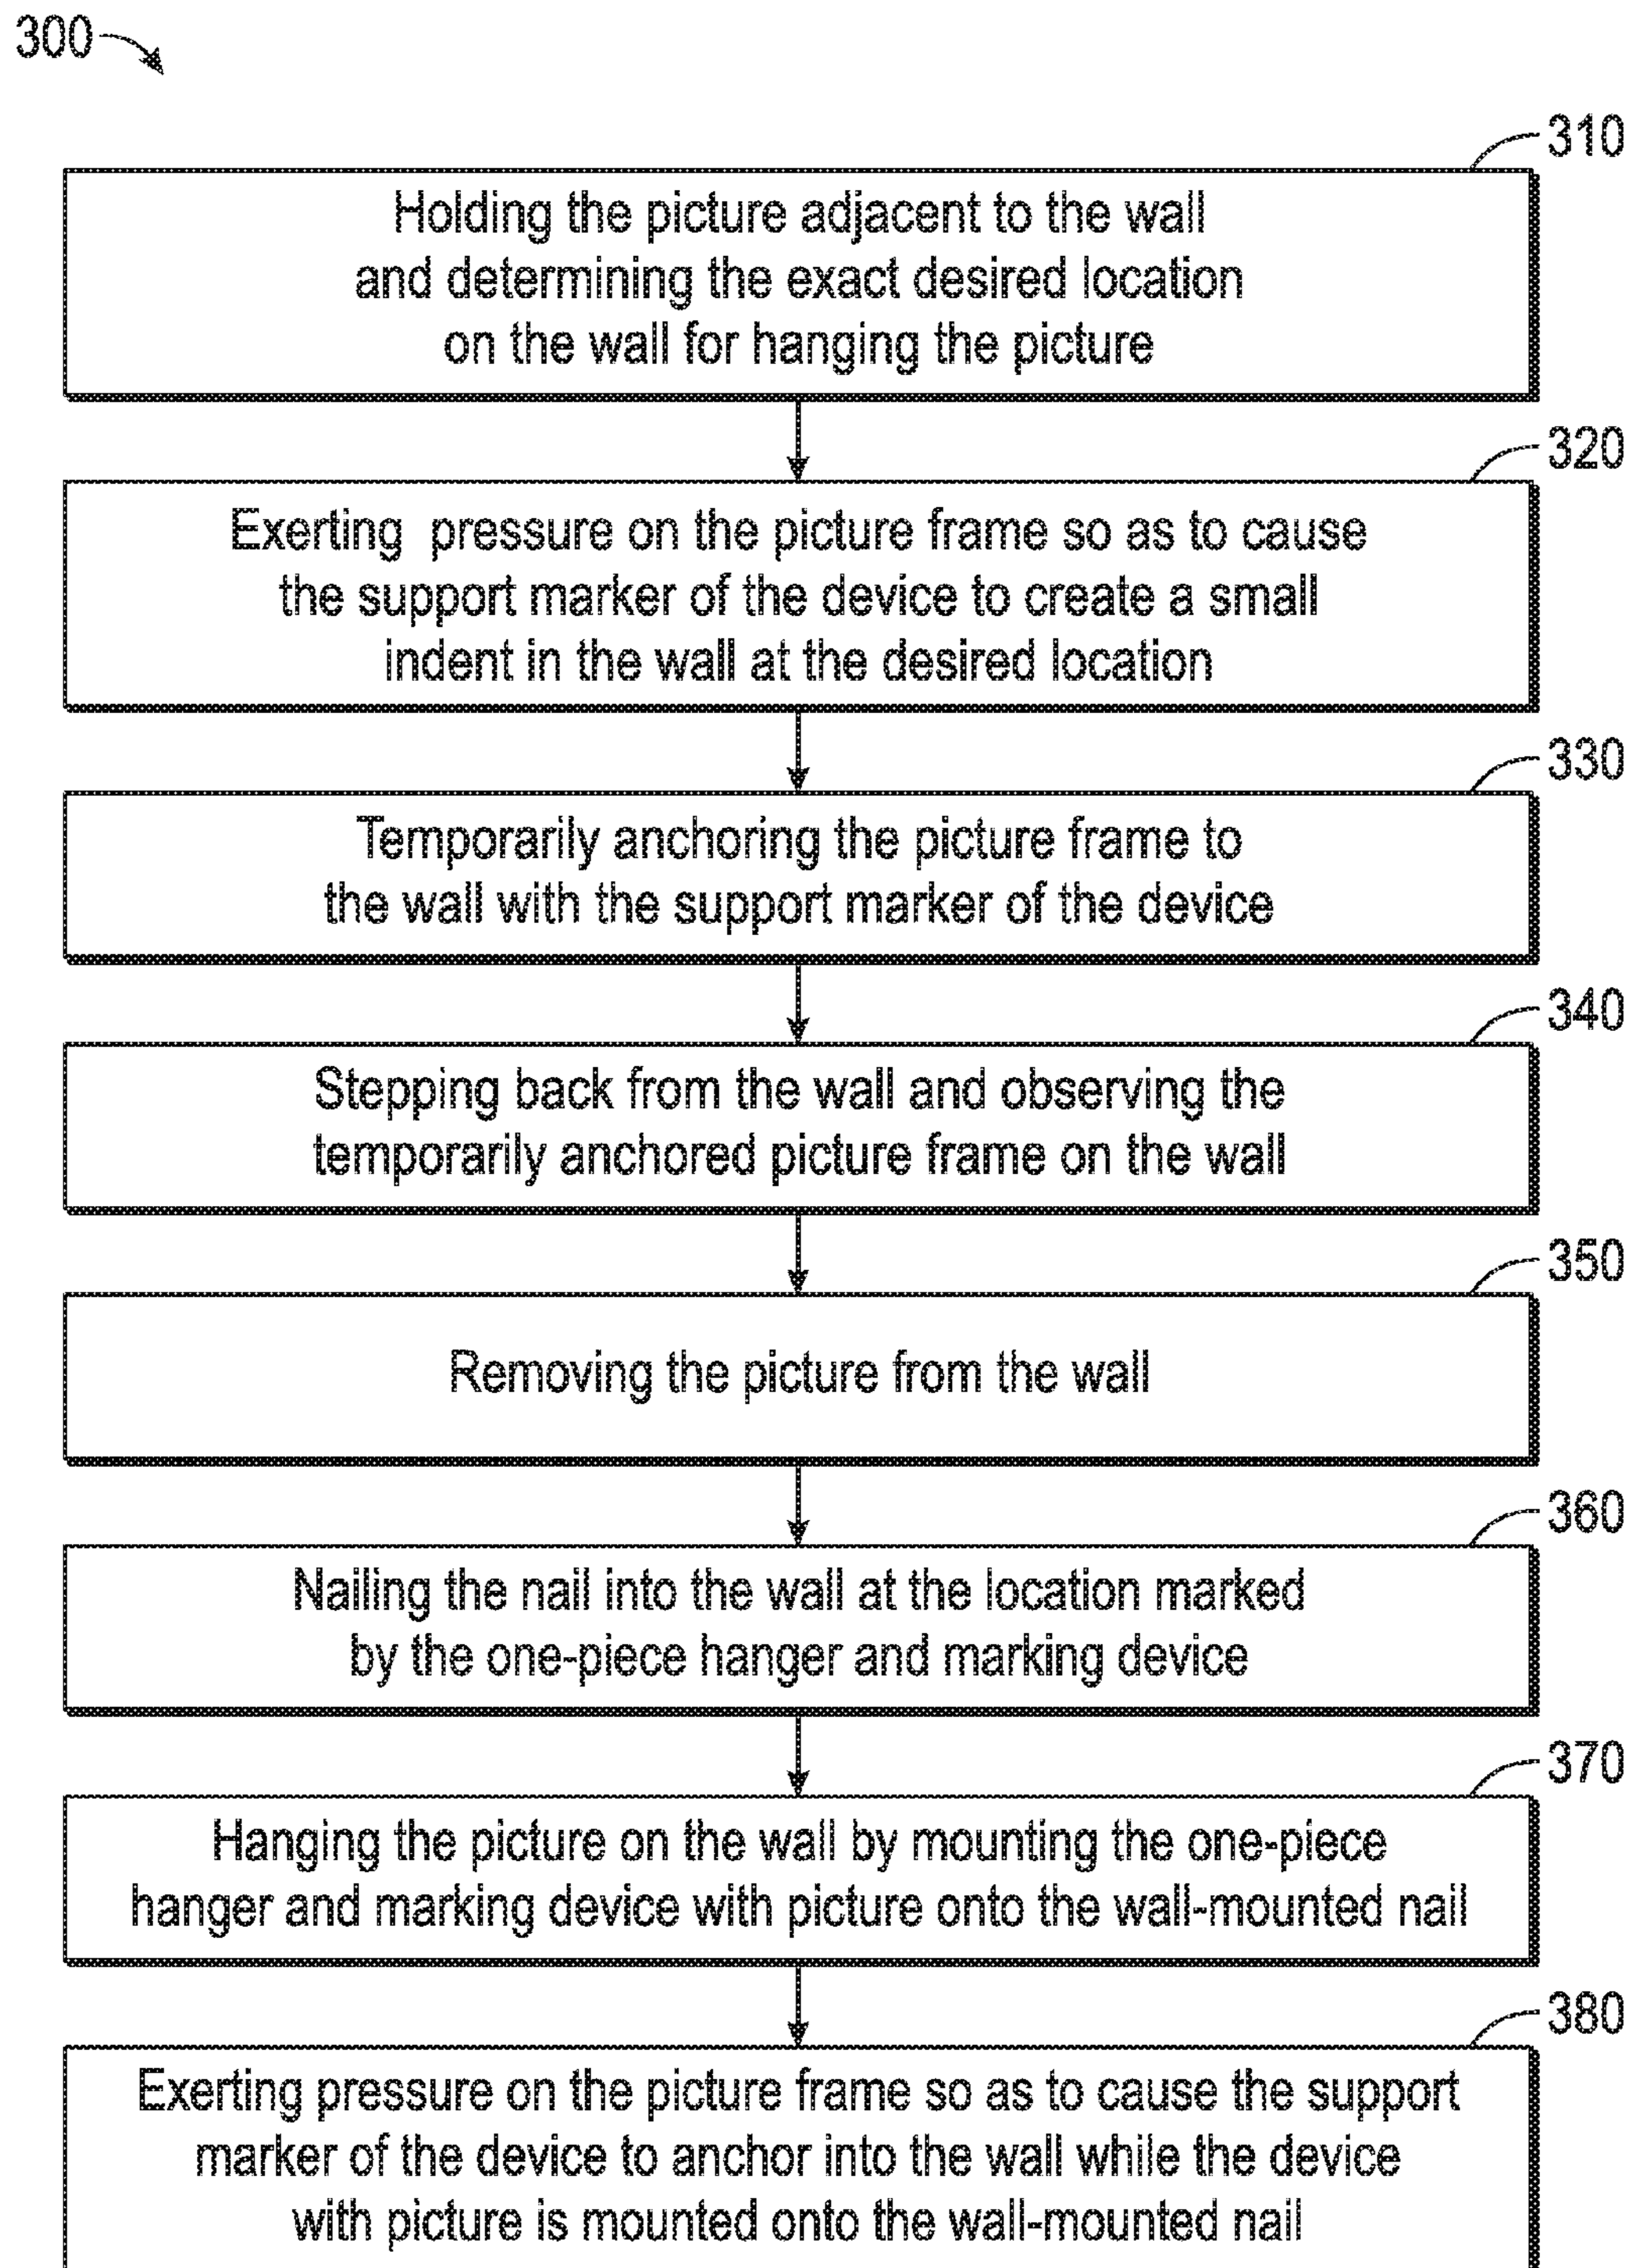 300
310
Holding the picture adjacent to the wall
and determining the exact desired location
on the wall for hanging the picture
320
Exerting pressure on the picture frame so as to cause
the support marker of the device to create a small
indent in the wall at the desired location
330
Temporarily anchoring the picture frame to
the wall with the support marker of the device
340
Stepping back from the wall and observing the
temporarily anchored picture frame on the wall
350
Removing the picture from the wall
360
Nailing the nail into the wall at the location marked
by the one-piece hanger and marking device
370
Hanging the picture on the wall by mounting the one-piece
hanger and marking device with picture onto the wall-mounted nail
380
Exerting pressure on the picture frame so as to cause the support
marker of the device to anchor into the wall while the device
with picture is mounted onto the wall-mounted nail